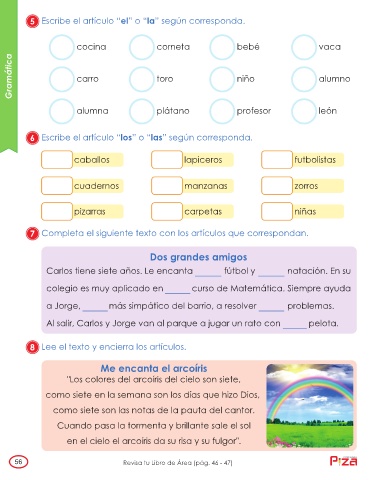 Gramática
5 Escribe el artículo "el" o "la" según corresponda.
cocina corneta bebé vaca
carro toro niño alumno
alumna plátano profesor león
6 Escribe el artículo "los" o "las" según corresponda.
caballos lapiceros futbolistas
cuadernos manzanas zorros
pizarras carpetas niñas
7 Completa el siguiente texto con los artículos que correspondan.
Dos grandes amigos
Carlos tiene siete años. Le encanta ______ fútbol y ______ natación. En su
colegio es muy aplicado en ______ curso de Matemática. Siempre ayuda
a Jorge, ______ más simpático del barrio, a resolver ______ problemas.
Al salir, Carlos y Jorge van al parque a jugar un rato con ______ pelota.
8 Lee el texto y encierra los artículos.
Me encanta el arcoíris
"Los colores del arcoíris del cielo son siete,
como siete en la semana son los días que hizo Dios,
como siete son las notas de la pauta del cantor.
Cuando pasa la tormenta y brillante sale el sol
en el cielo el arcoíris da su risa y su fulgor".
56
Revisa tu Libro de Área (pág. 46 - 47)